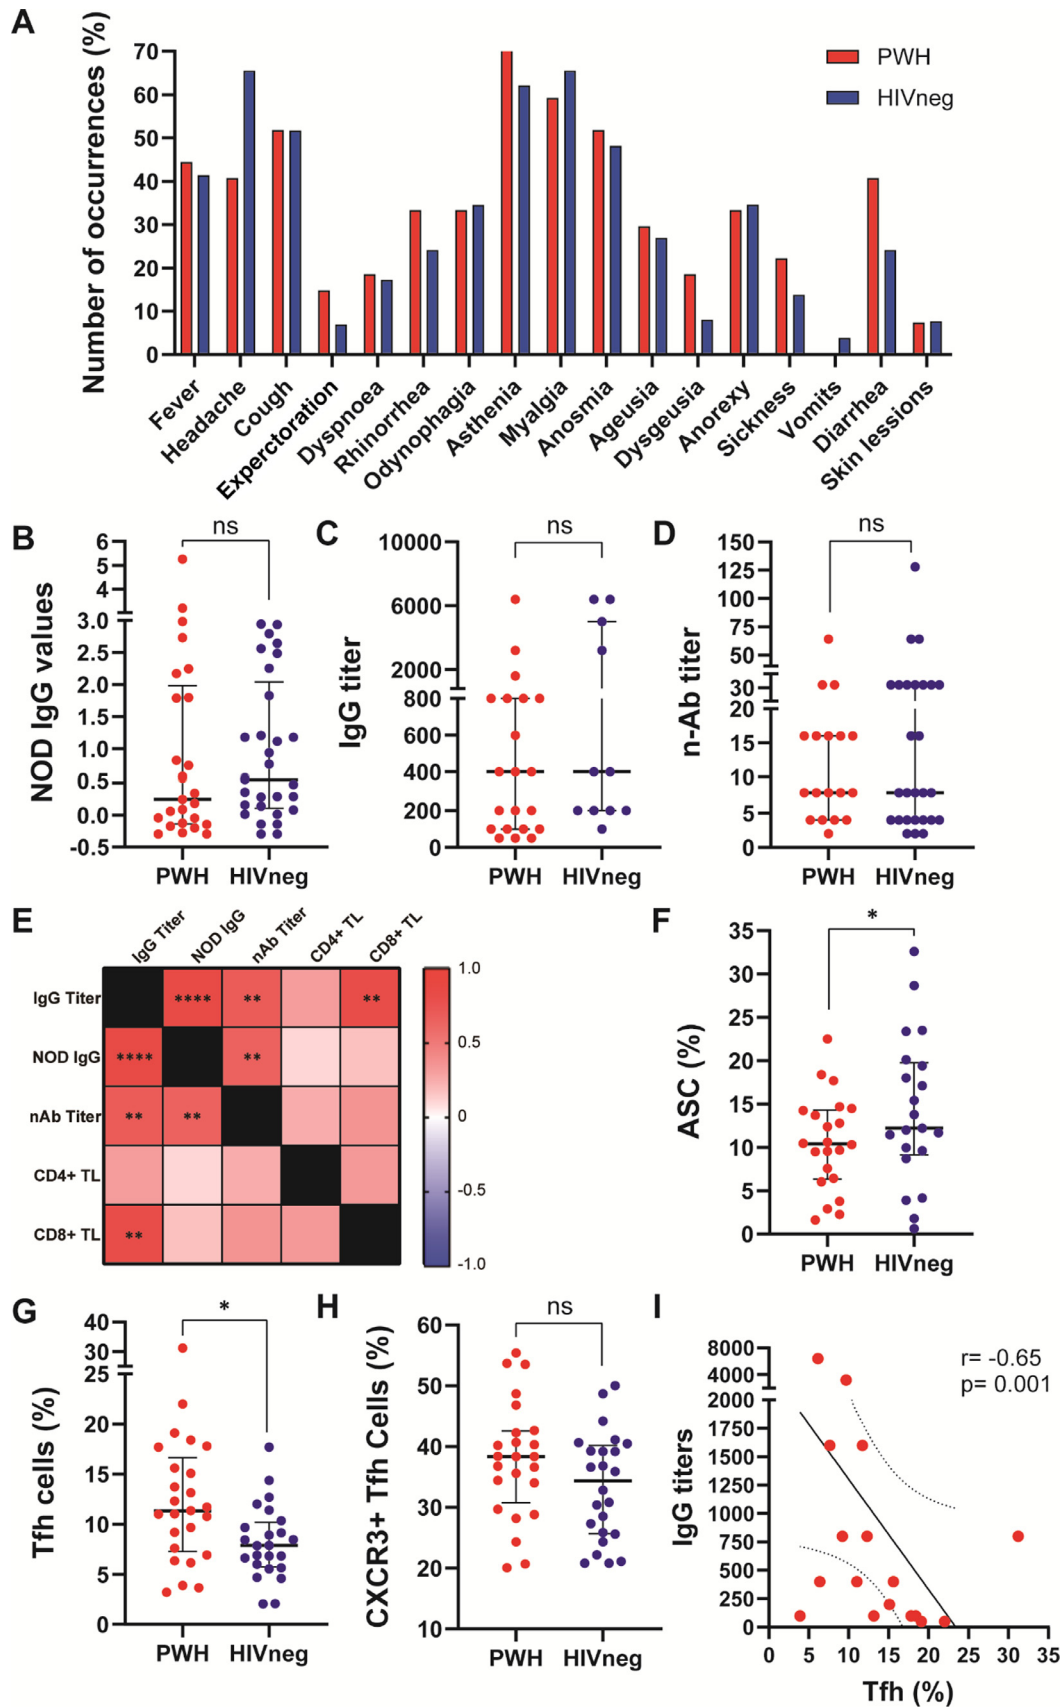 A
Number of occurrences (%)
70
60
50
40
30
20
10
0
PWH
HIVneg
Fever
Headache
Cough
Experctoration
Dyspnoea
Rhinorrhea
Odynophagia
Asthenia
Myalgia
Anosmia
Ageusia
Dysgeusia
Anorexy
Sickness
Vomits
Diarrhea
Skin lessions
B
NOD IgG values
6
5
4
3.0
2.5
2.0
1.5
1.0
0.5
0.0
-0.5
ns
PWH
HIVneg
C
IgG titer
10000
6000
2000
800
600
400
200
0
ns
PWH
HIVneg
D
n-Ab titer
150
125
100
75
50
30
20
15
10
5
0
ns
PWH
HIVneg
E
IgG Titer
NOD IgG
nAb Titer
CD4+ TL
CD8+ TL
IgG Titer
**** ** **
NOD IgG
**** **
nAb Titer
** **
CD4+ TL
CD8+ TL
**
1.0
0.5
0
-0.5
-1.0
F
ASC (%)
35
30
25
20
15
10
5
0
*
PWH
HIVneg
G
Tfh cells (%)
40
30
25
20
15
10
5
0
*
PWH
HIVneg
H
CXCR3+ Tfh Cells (%)
60
50
40
30
20
10
ns
PWH
HIVneg
I
IgG titers
8000
4000
2000
1750
1500
1250
1000
750
500
250
0
r= -0.65
p= 0.001
0 5 10 15 20 25 30 35
Tfh (%)